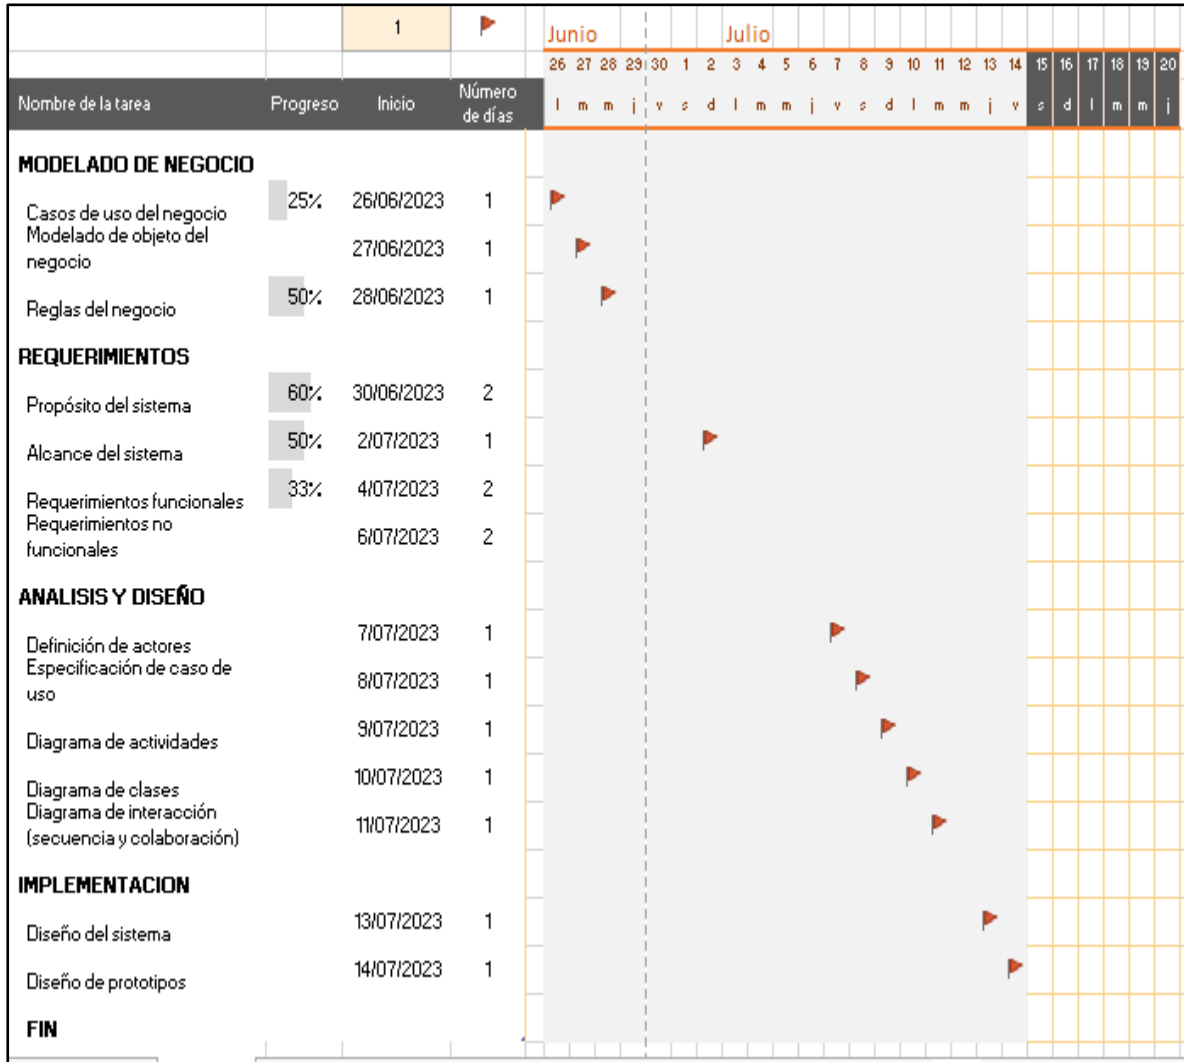 1
Junio Julio
26 27 28 29 30 1 2 3 4 5 6 7 8 9 10 11 12 13 14 15 16 17 18 19 20
Nombre de la tarea Progreso Inicio Número de días l m m j v s d l m m j v s d l m m j v s d l m m j
MODELADO DE NEGOCIO
Casos de uso del negocio 25% 26/06/2023 1
Modelado de objeto del
negocio 27/06/2023 1
Reglas del negocio 50% 28/06/2023 1
REQUERIMIENTOS
Propósito del sistema 60% 30/06/2023 2
Alcance del sistema 50% 2/07/2023 1
Requerimientos funcionales 33% 4/07/2023 2
Requerimientos no
funcionales 6/07/2023 2
ANALISIS Y DISEÑO
Definición de actores 7/07/2023 1
Especificación de caso de
uso 8/07/2023 1
Diagrama de actividades 9/07/2023 1
Diagrama de clases 10/07/2023 1
Diagrama de interacción
(secuencia y colaboración) 11/07/2023 1
IMPLEMENTACION
Diseño del sistema 13/07/2023 1
Diseño de prototipos 14/07/2023 1
FIN